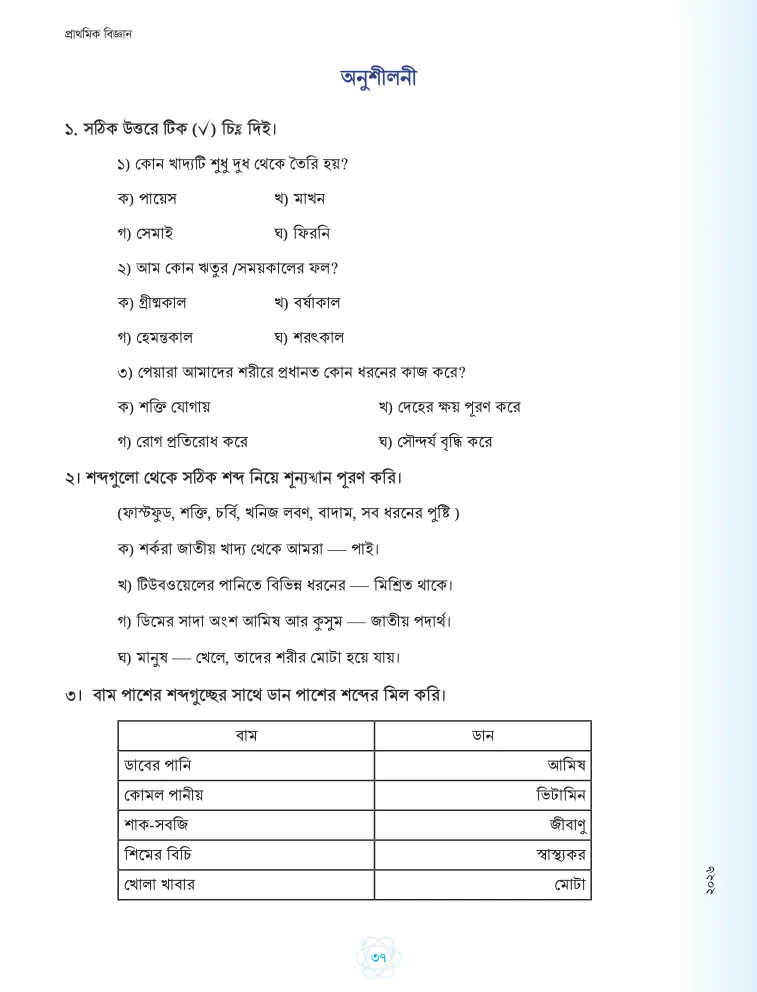 প্রাথমিক বিজ্ঞান
অনুশীলনী
১. সঠিক উত্তরে টিক (√) চিহ্ন দিই।
১) কোন খাদ্যটি শুধু দুধ থেকে তৈরি হয়?
ক) পায়েস খ) মাখন
গ) সেমাই ঘ) ফিরনি
২) আম কোন ঋতুর /সময়কালের ফল?
ক) গ্রীষ্মকাল খ) বর্ষাকাল
গ) হেমন্তকাল ঘ) শরৎকাল
৩) পেয়ারা আমাদের শরীরে প্রধানত কোন ধরনের কাজ করে?
ক) শক্তি যোগায় খ) দেহের ক্ষয় পূরণ করে
গ) রোগ প্রতিরোধ করে ঘ) সৌন্দর্য বৃদ্ধি করে
২। শব্দগুলো থেকে সঠিক শব্দ নিয়ে শূন্যস্থান পূরণ করি।
(ফাস্টফুড, শক্তি, চর্বি, খনিজ লবণ, বাদাম, সব ধরনের পুষ্টি )
ক) শর্করা জাতীয় খাদ্য থেকে আমরা — পাই।
খ) টিউবওয়েলের পানিতে বিভিন্ন ধরনের — মিশ্রিত থাকে।
গ) ডিমের সাদা অংশ আমিষ আর কুসুম — জাতীয় পদার্থ।
ঘ) মানুষ — খেলে, তাদের শরীর মোটা হয়ে যায়।
৩। বাম পাশের শব্দগুচ্ছের সাথে ডান পাশের শব্দের মিল করি।
বাম ডান
ডাবের পানি আমিষ
কোমল পানীয় ভিটামিন
শাক-সবজি জীবাণু
শিমের বিচি স্বাস্থ্যকর
খোলা খাবার মোটা
২০২৬
৩৭